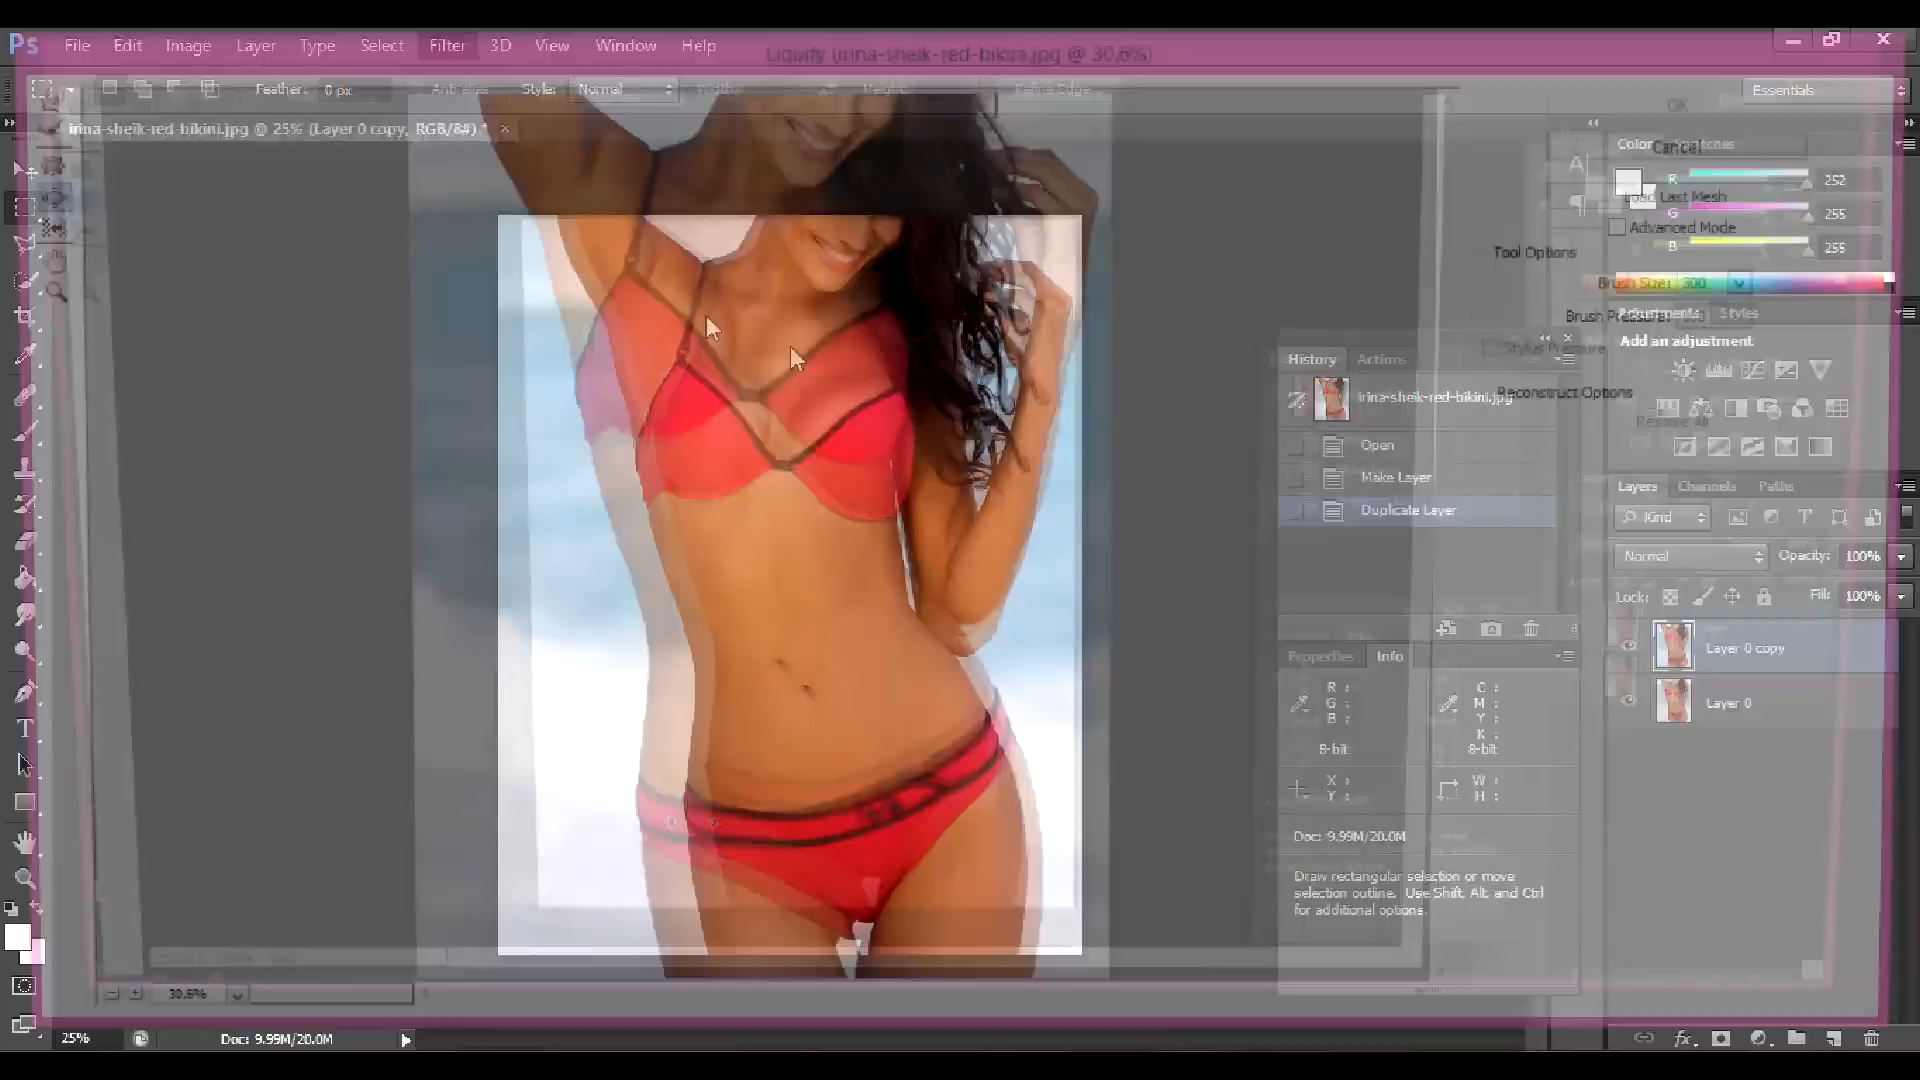 Ps File Edit Image Layer Type Select Filter 3D View Window Help
Liquify (irina-sheik-red-bikini.jpg @ 30.6%)
Feather: 0 px Anti-alias Style: Normal Width: Height: Refine Edge... Essentials
OK
irina-sheik-red-bikini.jpg @ 25% (Layer 0 copy, RGB/8#) *
Color Swatches
Cancel
R 252
Load Last Mesh
G 255
Advanced Mode
B 255
Tool Options
Brush Size: 300
Brush Pressure:
Adjustments Styles
Stylus Pressure
Add an adjustment
History Actions
irina-sheik-red-bikini.jpg
Reconstruct Options
Restore All
Open
Make Layer
Duplicate Layer
Layers Channels Paths
Kind
Normal Opacity: 100%
Lock: Fill: 100%
Layer 0 copy
Layer 0
Properties Info
R :
G :
B :
8-bit
C :
M :
Y :
K :
8-bit
X :
Y :
W :
H :
Doc: 9.99M/20.0M
Draw rectangular selection or move
selection outline. Use Shift, Alt, and Ctrl
for additional options.
30.6%
25% Doc: 9.99M/20.0M